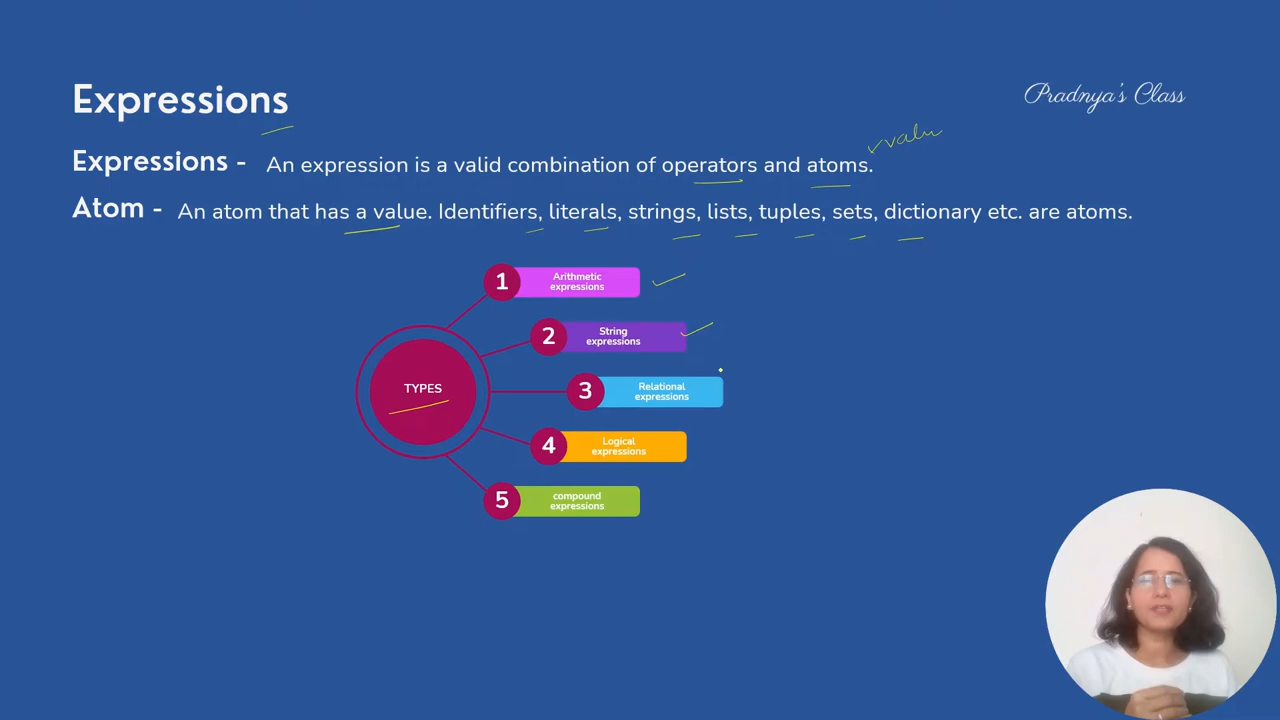 Expressions
Pradnya's Class
valu
Expressions - An expression is a valid combination of operators and atoms.
Atom - An atom that has a value. Identifiers, literals, strings, lists, tuples, sets, dictionary etc. are atoms.
1 Arithmetic
expressions
2 String
expressions
TYPES
3 Relational
expressions
4 Logical
expressions
5 compound
expressions